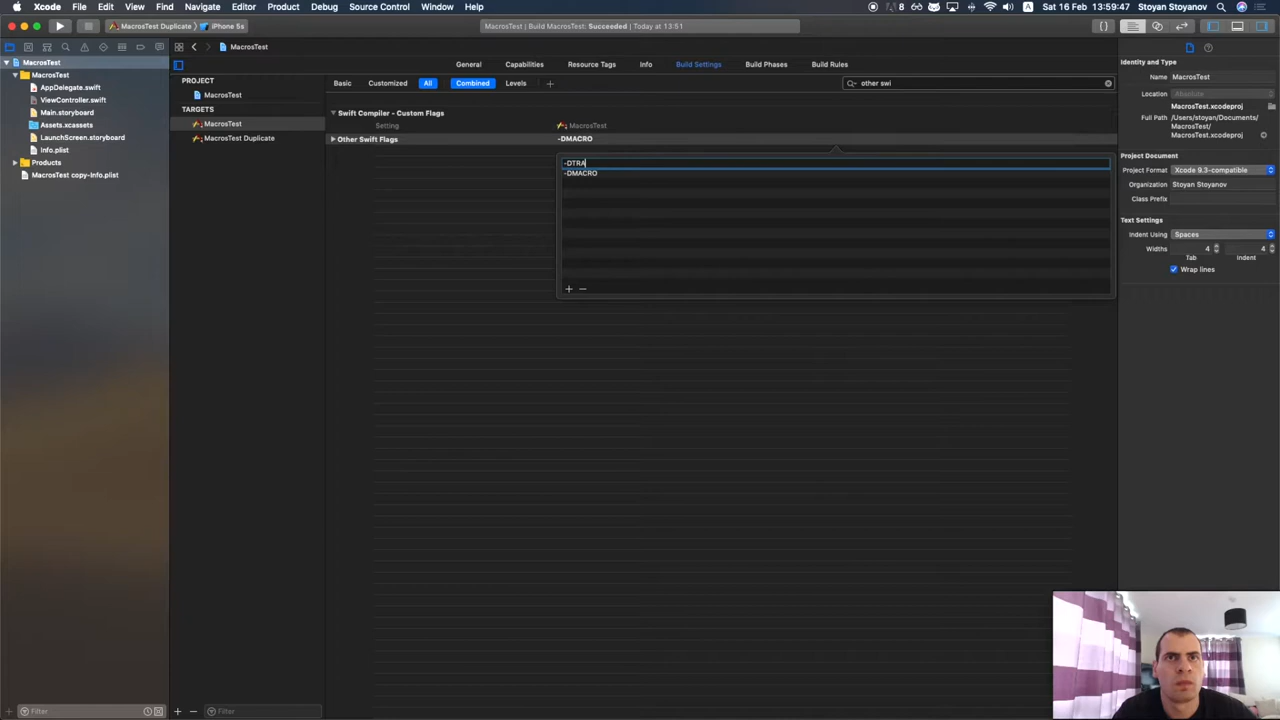 Xcode File Edit View Find Navigate Editor Product Debug Source Control Window Help
8
Sat 16 Feb 13:59:47 Stoyan Stoyanov
MacrosTest Duplicate iPhone 5s
MacrosTest | Build MacrosTest: Succeeded | Today at 13:51
MacrosTest
MacrosTest
AppDelegate.swift
ViewController.swift
Main.storyboard
Assets.xcassets
LaunchScreen.storyboard
Info.plist
Products
MacrosTest copy-Info.plist
Filter
MacrosTest
General Capabilities Resource Tags Info Build Settings Build Phases Build Rules
PROJECT
MacrosTest
TARGETS
MacrosTest
MacrosTest Duplicate
Filter
Basic Customized All Combined Levels +
other swi
Swift Compiler - Custom Flags
Setting MacrosTest
Other Swift Flags -DMACRO
-DTRA
-DMACRO
+ −
Identity and Type
Name MacrosTest
Location Absolute
MacrosTest.xcodeproj
Full Path /Users/stoyan/Documents/
MacrosTest/
MacrosTest.xcodeproj
Project Document
Project Format Xcode 9.3-compatible
Organization Stoyan Stoyanov
Class Prefix
Text Settings
Indent Using Spaces
Widths 4 4
Tab Indent
Wrap lines